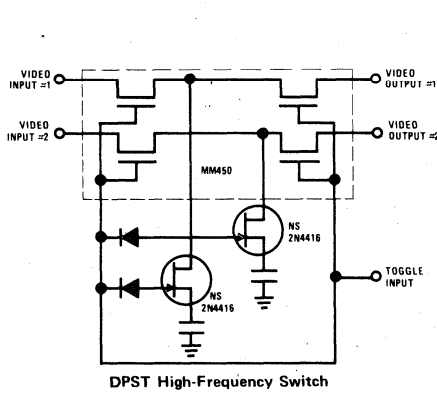 VIDEO
INPUT #1
VIDEO
OUTPUT #1
VIDEO
INPUT #2
VIDEO
OUTPUT #2
MM450
NS
2N4416
TOGGLE
INPUT
NS
2N4416
DPST High-Frequency Switch